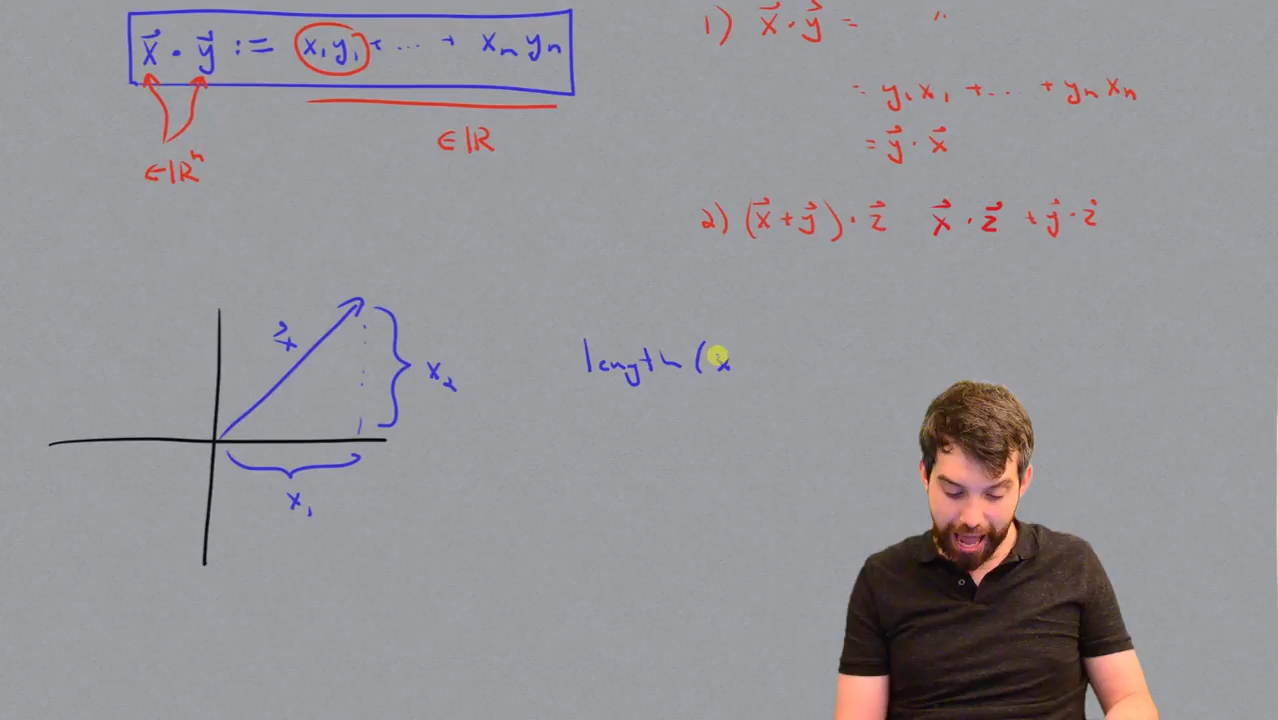 x⃗ · y⃗ := x₁y₁ + ... + xₙyₙ
∈ℝⁿ
∈ℝ
1) x⃗ · y⃗ = "
= y₁x₁ + ... + yₙxₙ
= y⃗ · x⃗
2) (x⃗ + y⃗) · z⃗ x⃗ · z⃗ + y⃗ · z⃗
x⃗
x₂
x₁
length (x⃗